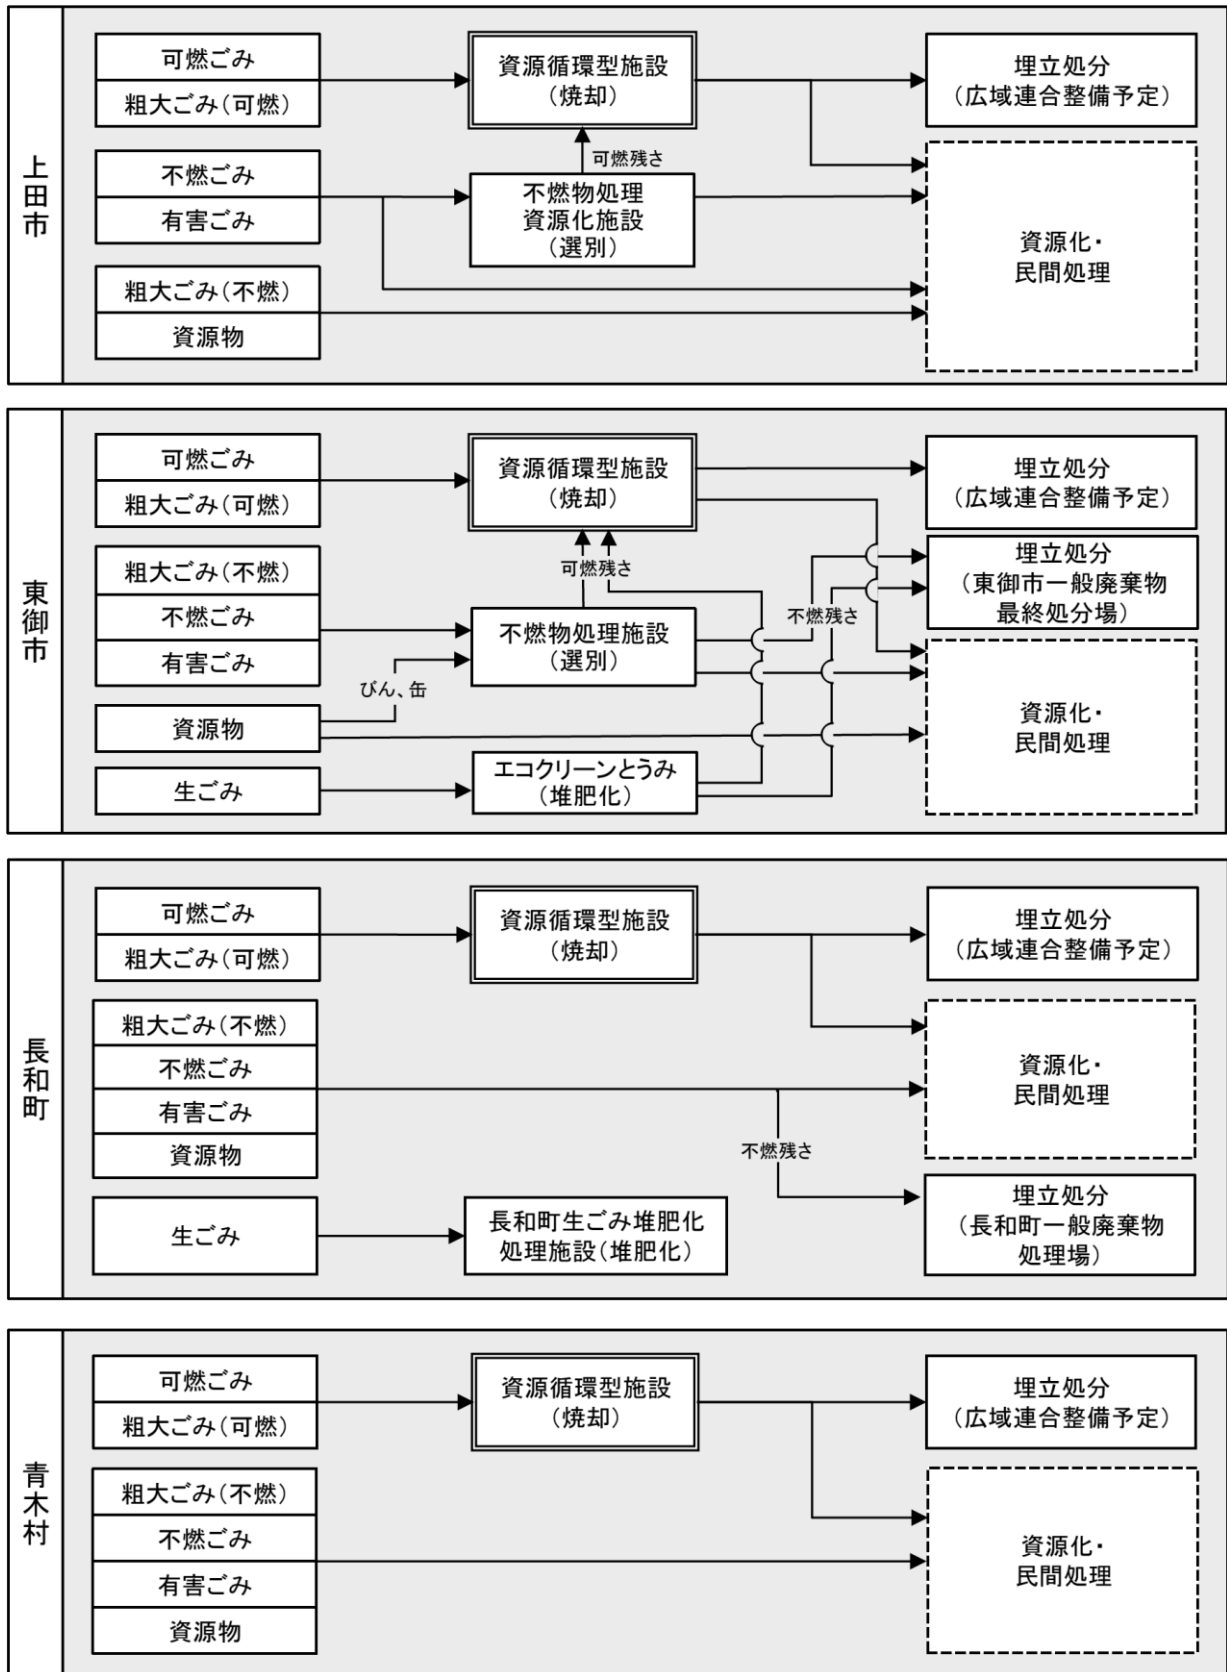 上田市
可燃ごみ
粗大ごみ(可燃)
不燃ごみ
有害ごみ
粗大ごみ(不燃)
資源物
資源循環型施設
(焼却)
可燃残さ
不燃物処理
資源化施設
(選別)
埋立処分
(広域連合整備予定)
資源化・
民間処理
東御市
可燃ごみ
粗大ごみ(可燃)
粗大ごみ(不燃)
不燃ごみ
有害ごみ
資源物
生ごみ
びん、缶
資源循環型施設
(焼却)
可燃残さ
不燃物処理施設
(選別)
エコクリーンとうみ
(堆肥化)
不燃残さ
埋立処分
(広域連合整備予定)
埋立処分
(東御市一般廃棄物
最終処分場)
資源化・
民間処理
長和町
可燃ごみ
粗大ごみ(可燃)
粗大ごみ(不燃)
不燃ごみ
有害ごみ
資源物
生ごみ
資源循環型施設
(焼却)
長和町生ごみ堆肥化
処理施設(堆肥化)
不燃残さ
埋立処分
(広域連合整備予定)
資源化・
民間処理
埋立処分
(長和町一般廃棄物
処理場)
青木村
可燃ごみ
粗大ごみ(可燃)
粗大ごみ(不燃)
不燃ごみ
有害ごみ
資源物
資源循環型施設
(焼却)
埋立処分
(広域連合整備予定)
資源化・
民間処理